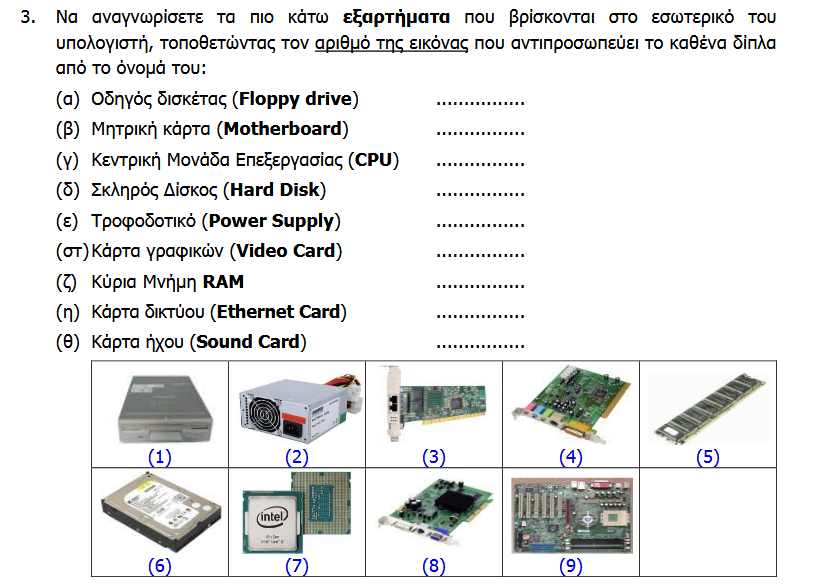 3. Να αναγνωρίσετε τα πιο κάτω εξαρτήματα που βρίσκονται στο εσωτερικό του
υπολογιστή, τοποθετώντας τον αριθμό της εικόνας που αντιπροσωπεύει το καθένα δίπλα
από το όνομά του:
(α) Οδηγός δισκέτας (Floppy drive) ................
(β) Μητρική κάρτα (Motherboard) ................
(γ) Κεντρική Μονάδα Επεξεργασίας (CPU) ................
(δ) Σκληρός Δίσκος (Hard Disk) ................
(ε) Τροφοδοτικό (Power Supply) ................
(στ) Κάρτα γραφικών (Video Card) ................
(ζ) Κύρια Μνήμη RAM ................
(η) Κάρτα δικτύου (Ethernet Card) ................
(θ) Κάρτα ήχου (Sound Card) ................
(1) (2) (3) (4) (5)
intel
(6) (7) (8) (9)